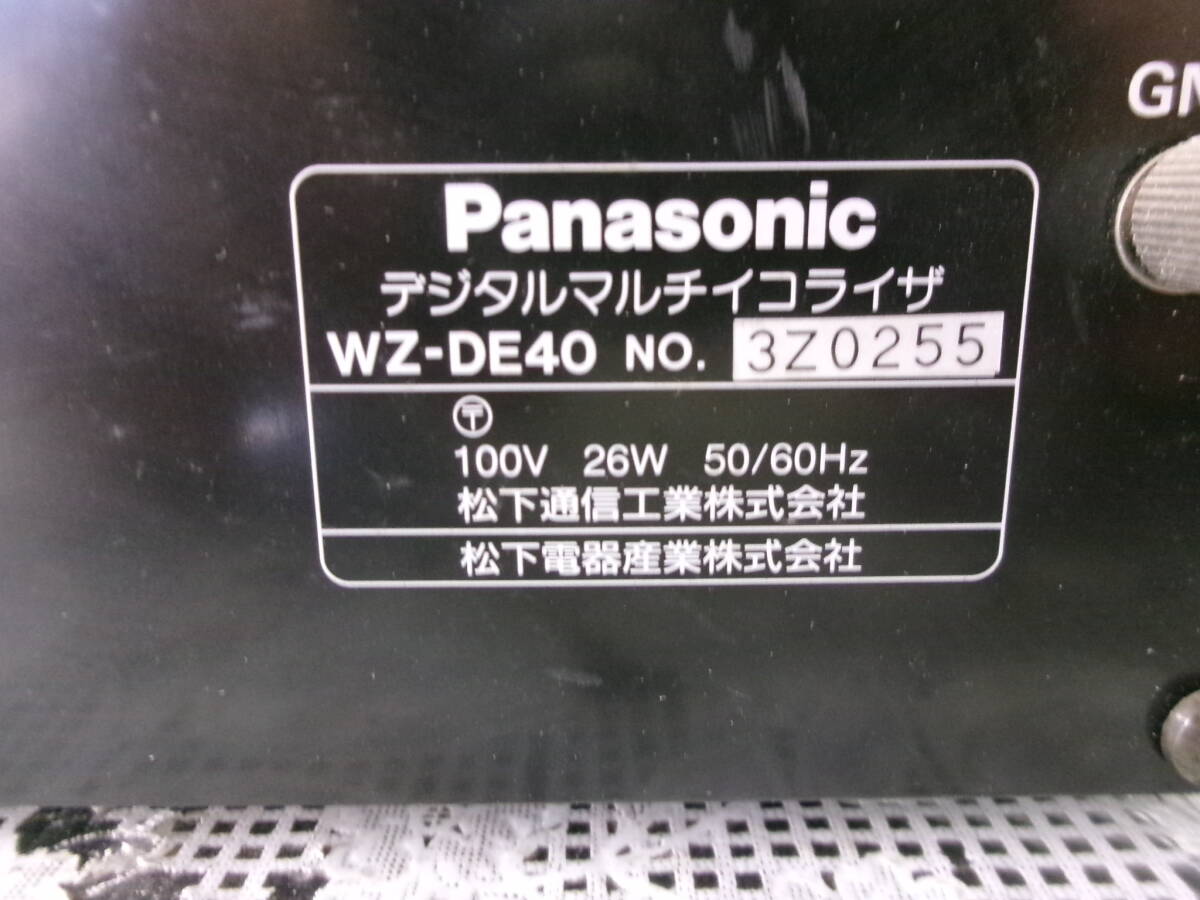 Panasonic
デジタルマルチイコライザ
WZ-DE40 NO. 3Z0255
〒
100V 26W 50/60Hz
松下通信工業株式会社
松下電器産業株式会社